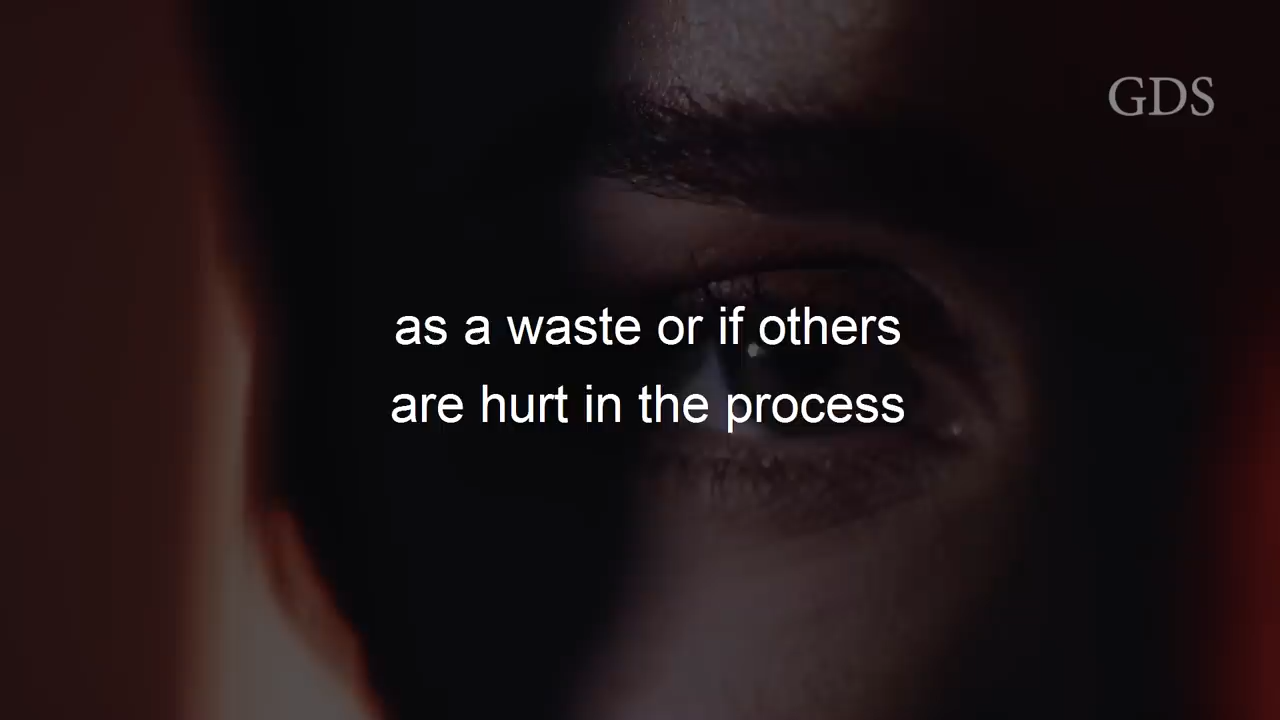 GDS
as a waste or if others
are hurt in the process